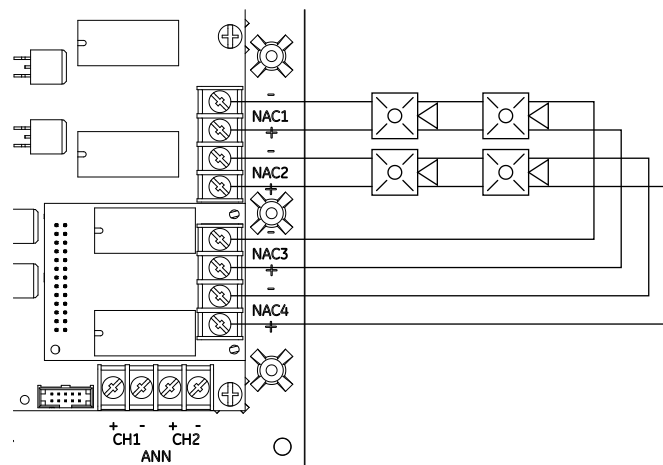 -
NAC1
+
-
NAC2
+
-
NAC3
+
-
NAC4
+
+ - + -
CH1 CH2
ANN